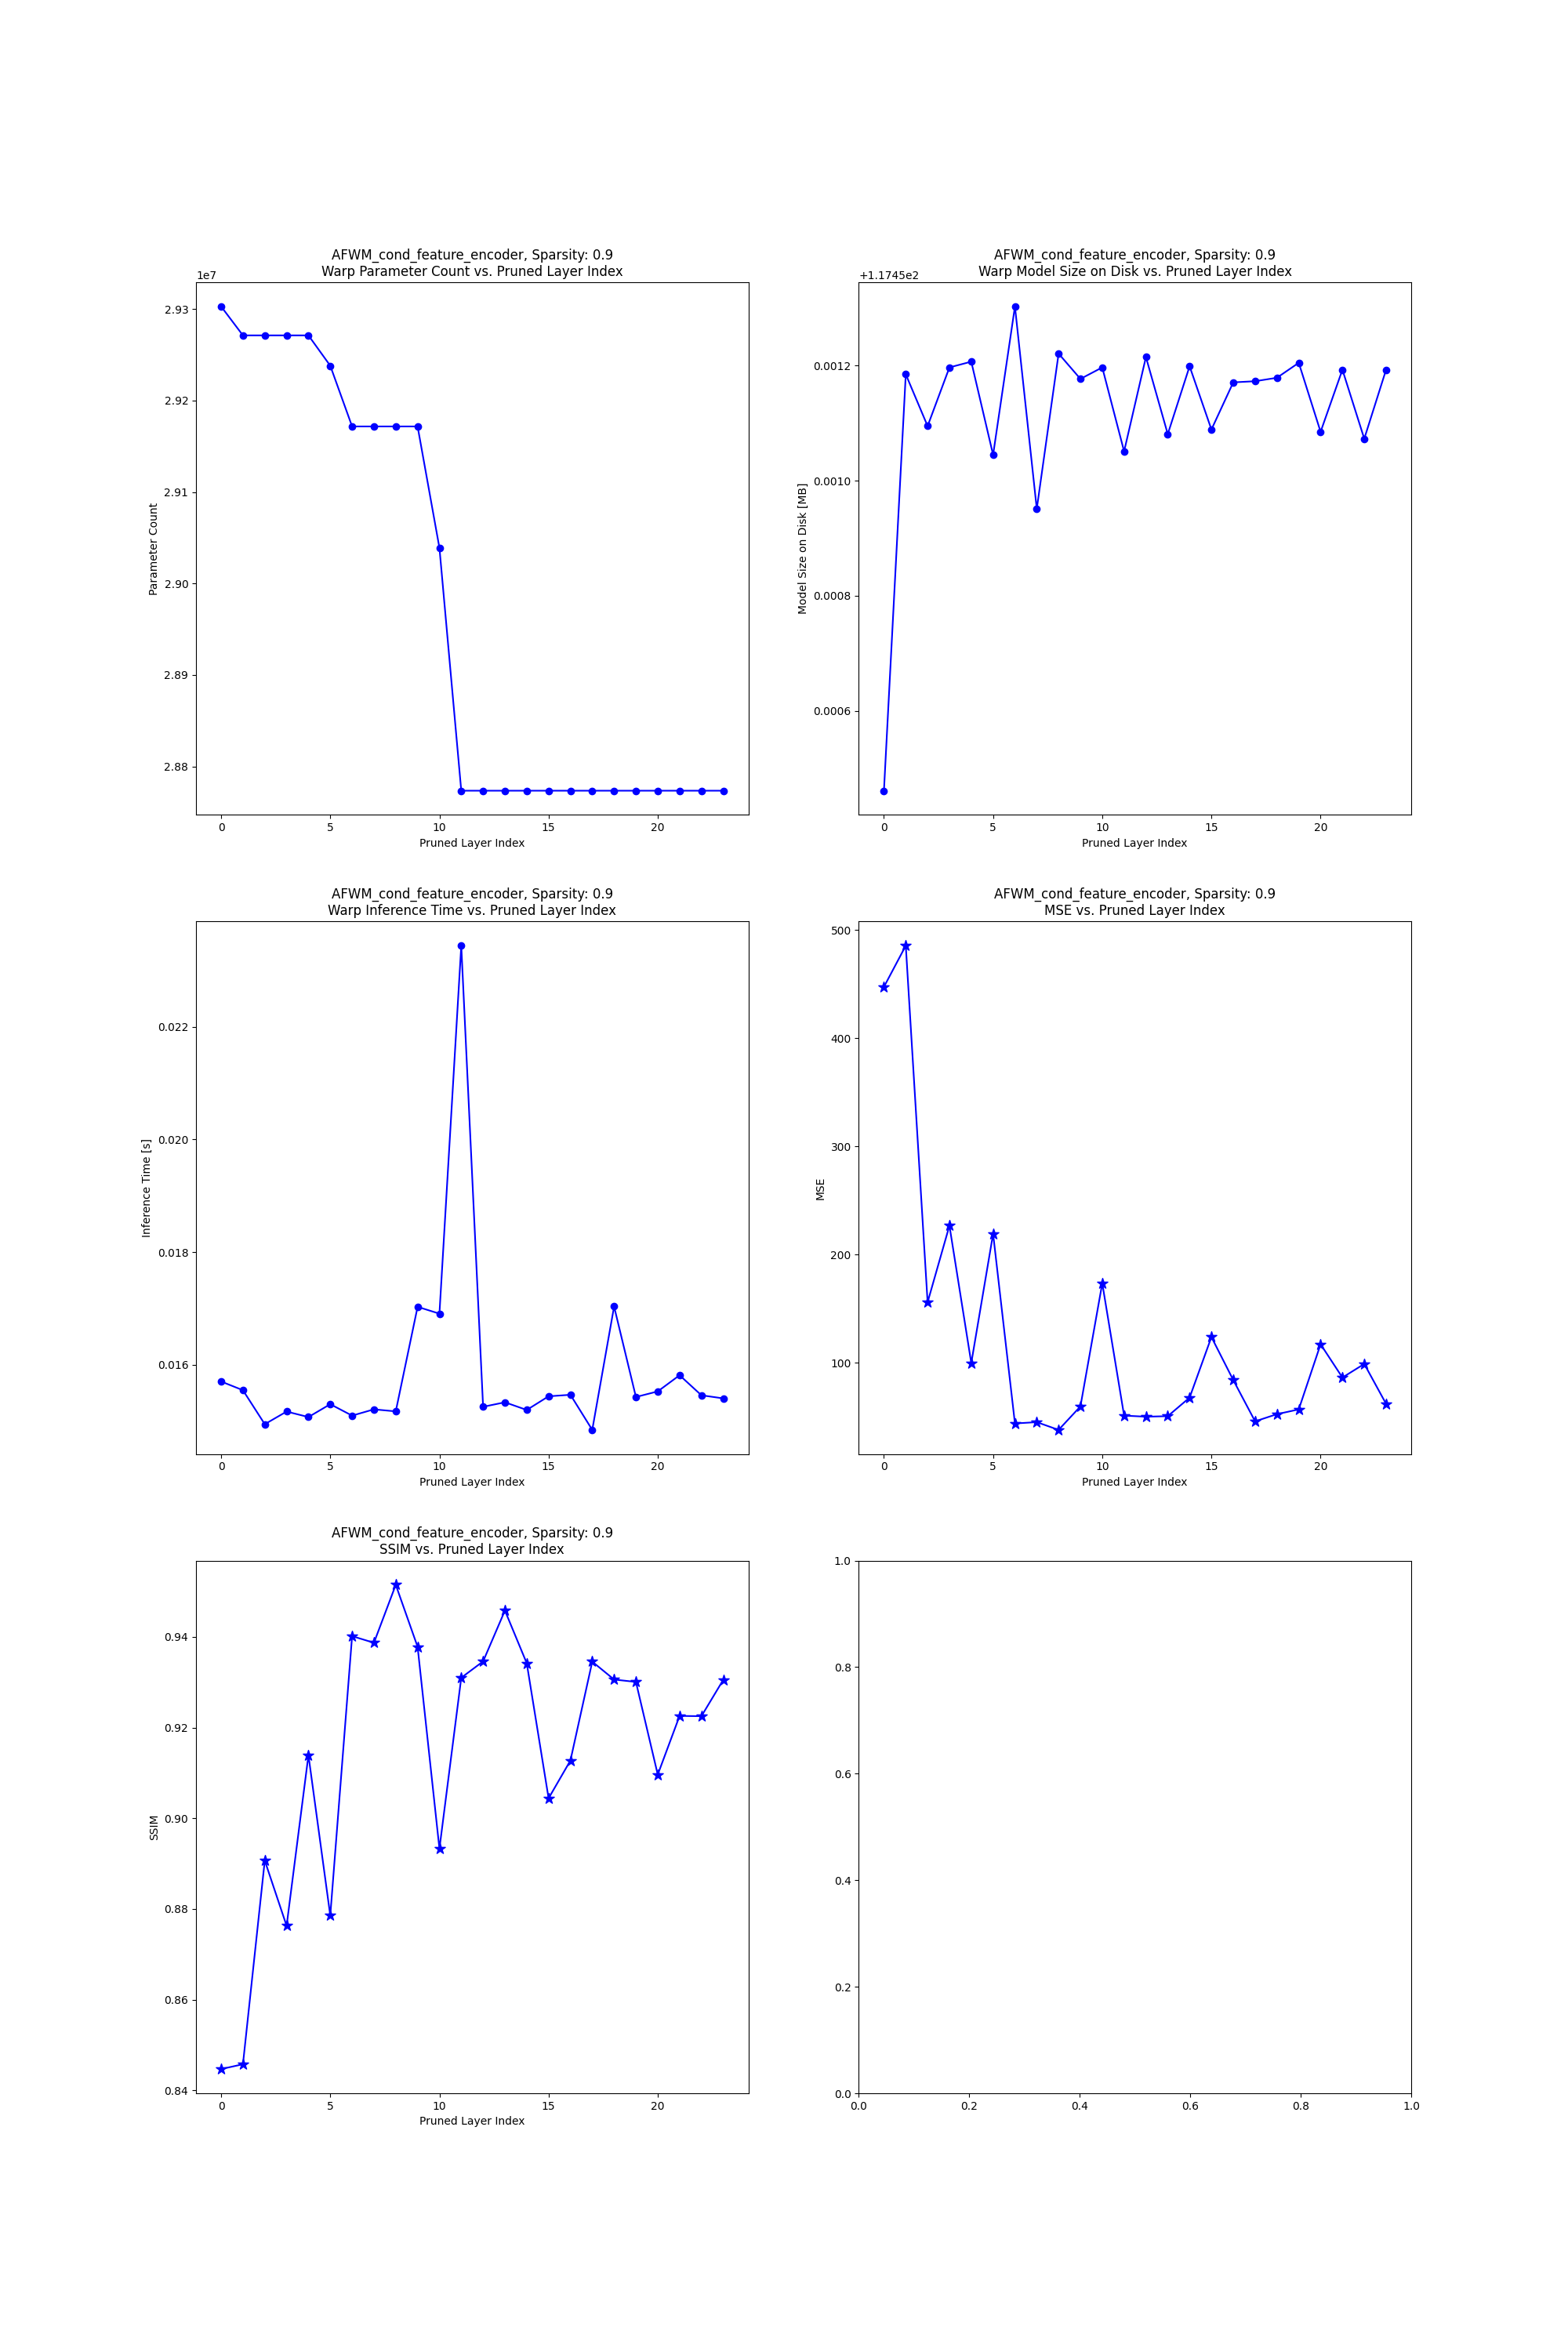 AFWM_cond_feature_encoder, Sparsity: 0.9
Warp Parameter Count vs. Pruned Layer Index
1e7
2.93
2.92
2.91
2.90
2.89
2.88
Parameter Count
0 5 10 15 20
Pruned Layer Index
AFWM_cond_feature_encoder, Sparsity: 0.9
Warp Model Size on Disk vs. Pruned Layer Index
+1.1745e2
0.0012
0.0010
0.0008
0.0006
Model Size on Disk [MB]
0 5 10 15 20
Pruned Layer Index
AFWM_cond_feature_encoder, Sparsity: 0.9
Warp Inference Time vs. Pruned Layer Index
0.022
0.020
0.018
0.016
Inference Time [s]
0 5 10 15 20
Pruned Layer Index
AFWM_cond_feature_encoder, Sparsity: 0.9
MSE vs. Pruned Layer Index
500
400
300
200
100
MSE
0 5 10 15 20
Pruned Layer Index
AFWM_cond_feature_encoder, Sparsity: 0.9
SSIM vs. Pruned Layer Index
0.94
0.92
0.90
0.88
0.86
0.84
SSIM
0 5 10 15 20
Pruned Layer Index
1.0
0.8
0.6
0.4
0.2
0.0
0.0 0.2 0.4 0.6 0.8 1.0